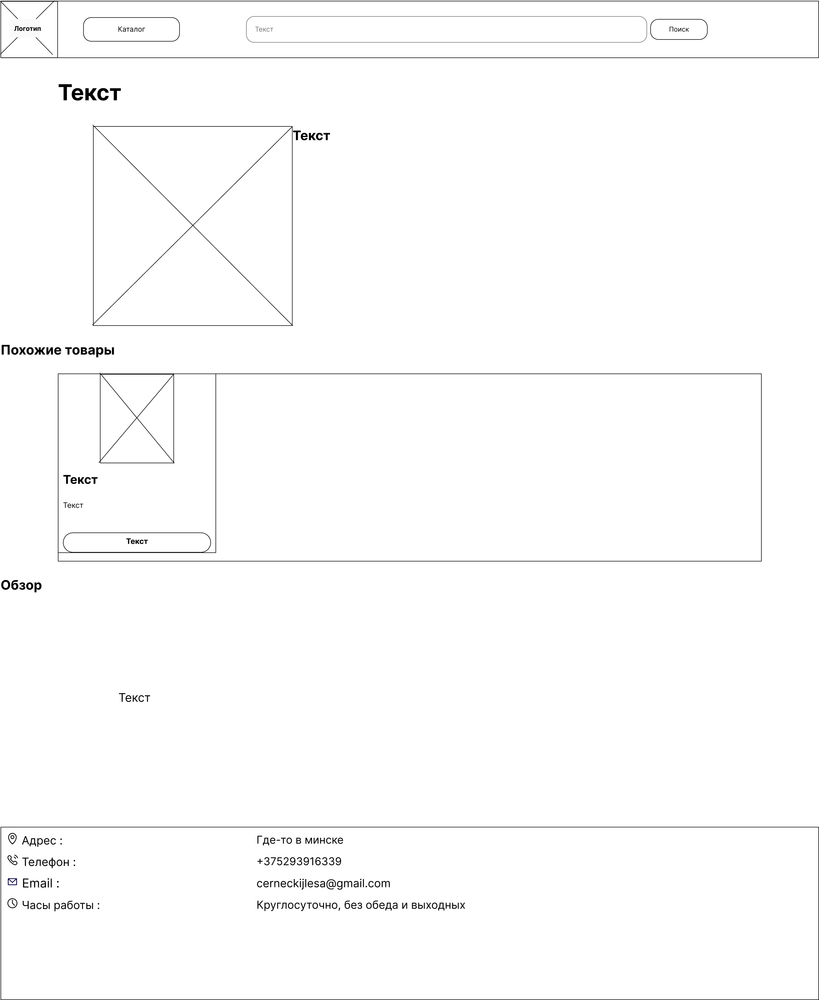 Логотип
Каталог
Текст
Поиск
Текст
Текст
Похожие товары
Текст
Текст
Текст
Обзор
Текст
Адрес :
Где-то в минске
Телефон :
+375293916339
Email :
cerneckijlesa@gmail.com
Часы работы :
Круглосуточно, без обеда и выходных